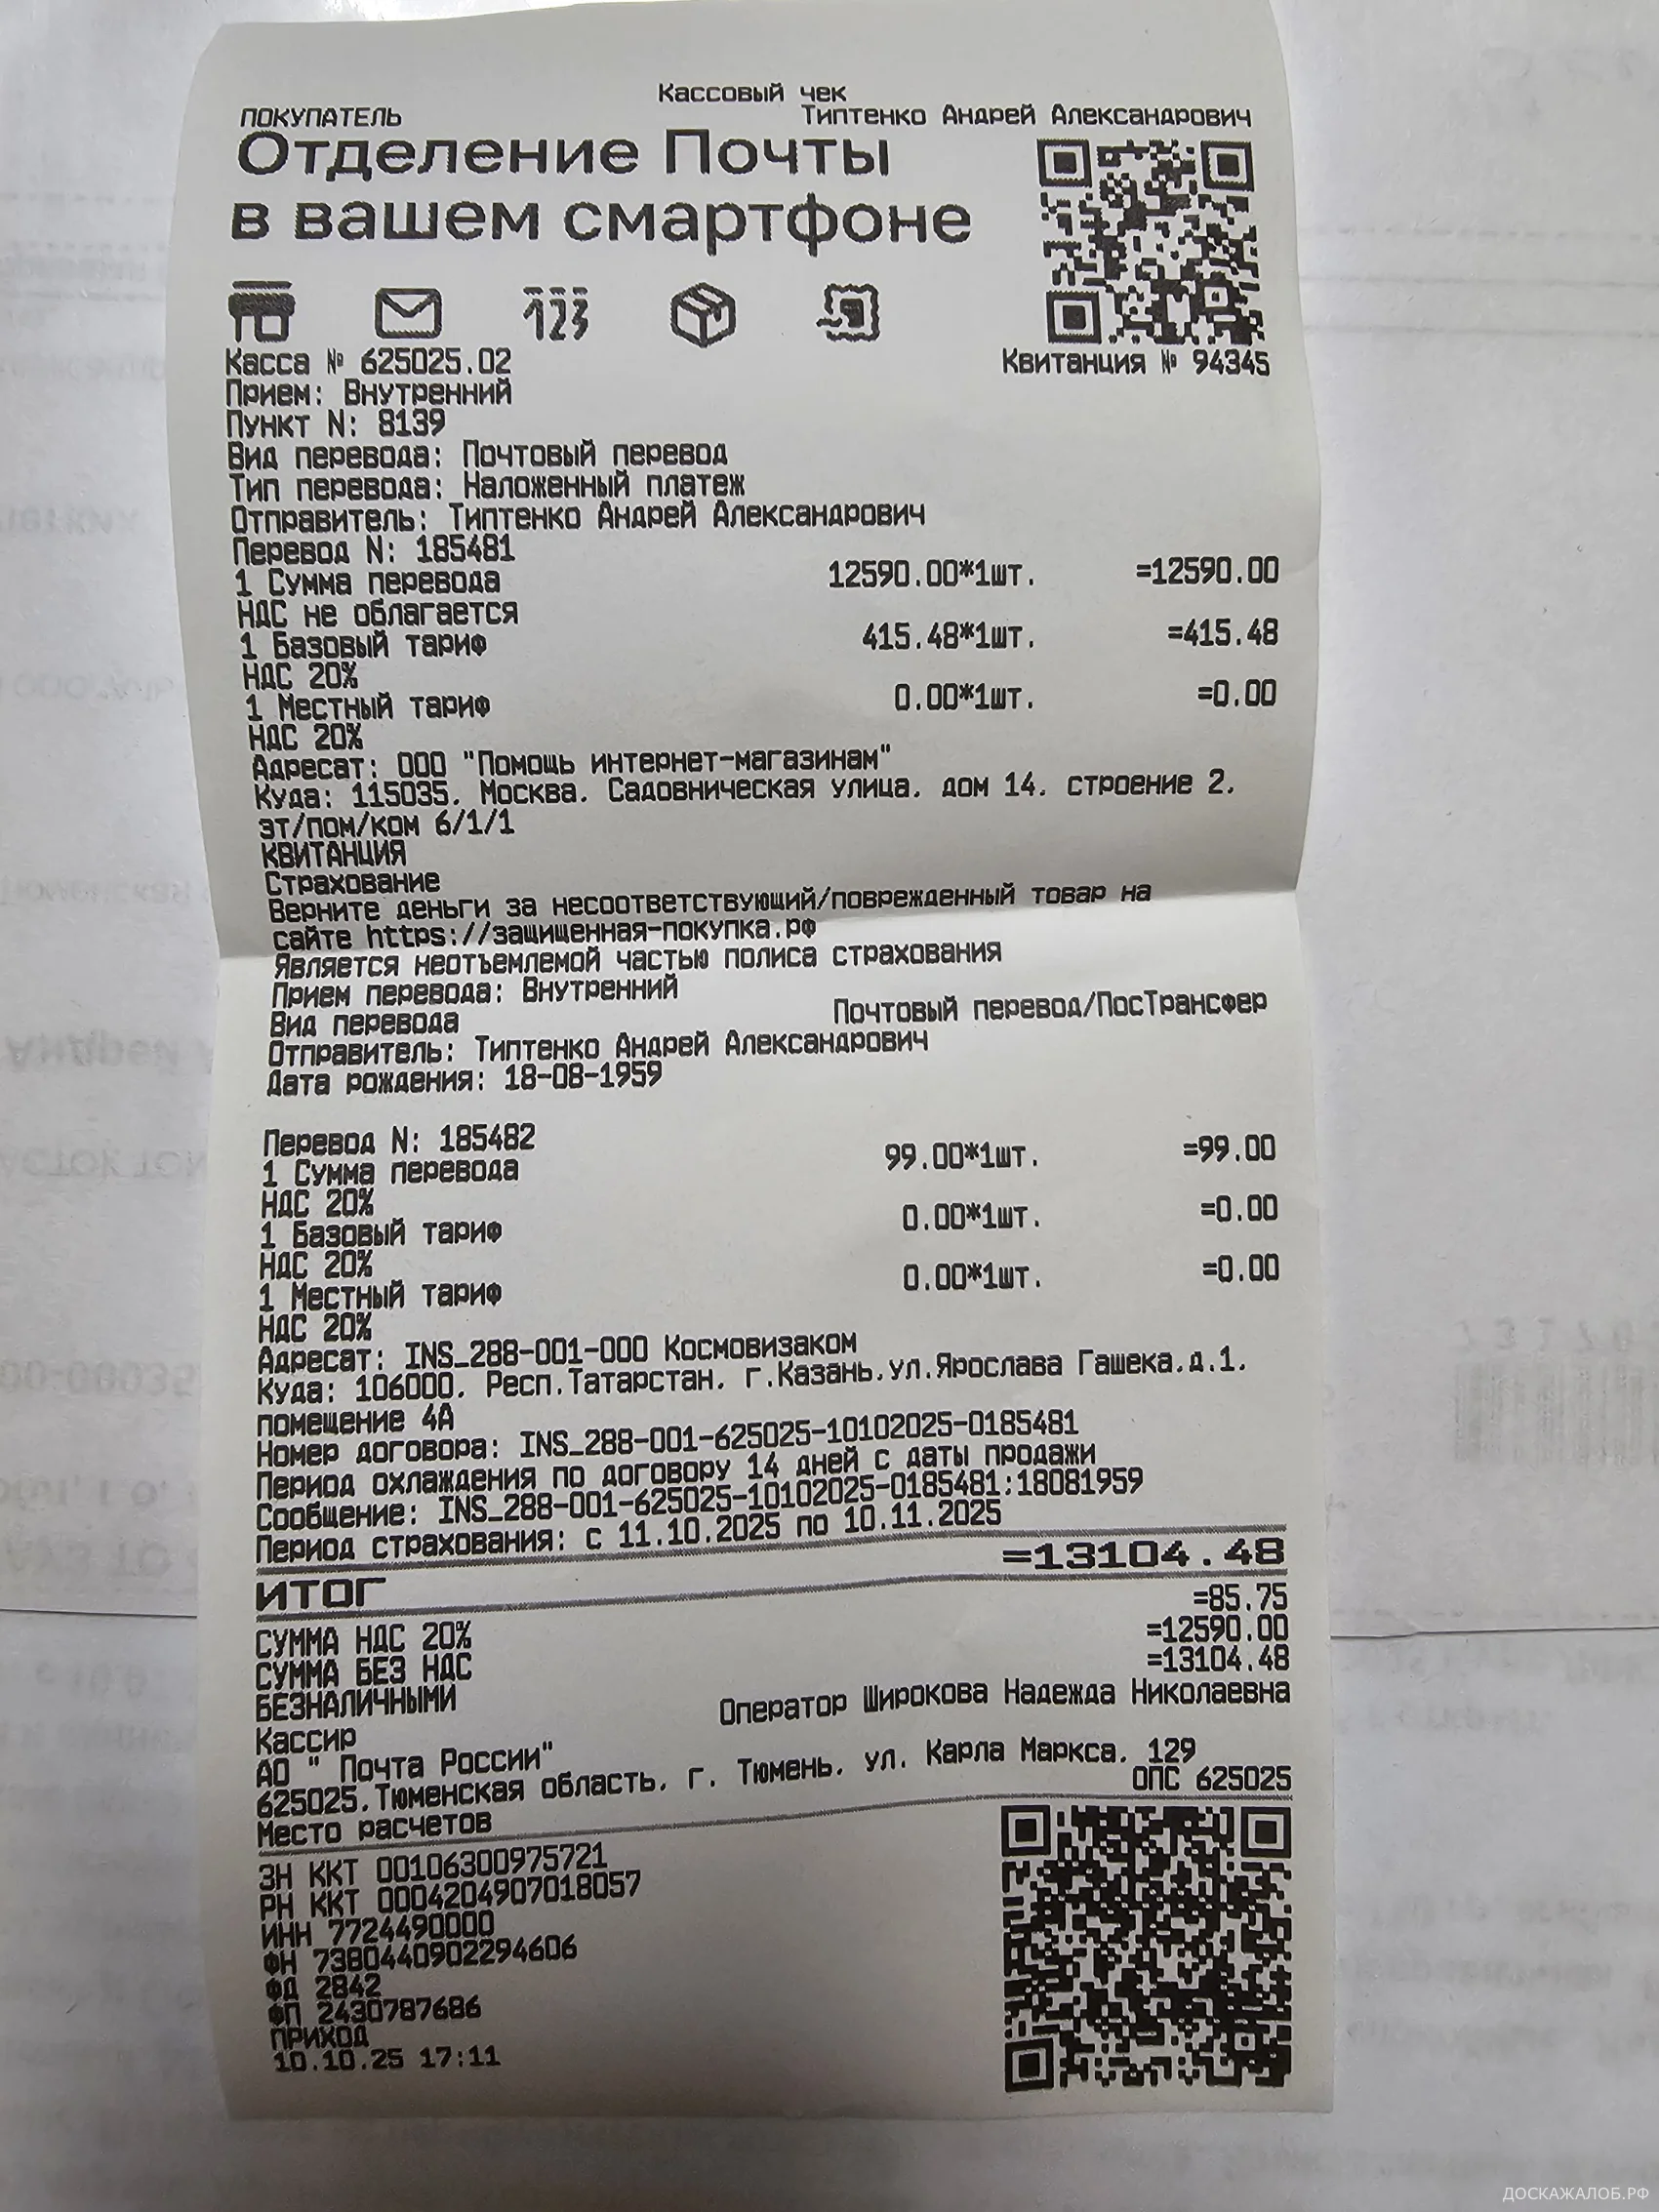 Кассовый чек
ПОКУПАТЕЛЬ Типтенко Андрей Александрович
Отделение Почты
в вашем смартфоне
123
Касса № 625025.02 Квитанция № 94345
Прием: Внутренний
Пункт N: 8139
Вид перевода: Почтовый перевод
Тип перевода: Наложенный платеж
Отправитель: Типтенко Андрей Александрович
Перевод N: 185481
1 Сумма перевода 12590.00*1шт. =12590.00
НДС не облагается
1 Базовый тариф 415.48*1шт. =415.48
НДС 20%
1 Местный тариф 0.00*1шт. =0.00
НДС 20%
Адресат: ООО "Помощь интернет-магазинам"
Куда: 115035, Москва, Садовническая улица, дом 14, строение 2,
эт/пом/ком 6/1/1
КВИТАНЦИЯ
Страхование
Верните деньги за несоответствующий/поврежденный товар на
сайте https://защищенная-покупка.рф
Является неотъемлемой частью полиса страхования
Прием перевода: Внутренний
Вид перевода Почтовый перевод/ПосТрансфер
Отправитель: Типтенко Андрей Александрович
Дата рождения: 18-08-1959
Перевод N: 185482
1 Сумма перевода 99.00*1шт. =99.00
НДС 20%
1 Базовый тариф 0.00*1шт. =0.00
НДС 20%
1 Местный тариф 0.00*1шт. =0.00
НДС 20%
Адресат: INS_288-001-000 Космовизаком
Куда: 106000, Респ.Татарстан, г.Казань,ул.Ярослава Гашека,д.1,
помещение 4А
Номер договора: INS_288-001-625025-10102025-0185481
Период охлаждения по договору 14 дней с даты продажи
Сообщение: INS_288-001-625025-10102025-0185481:18081959
Период страхования: с 11.10.2025 по 10.11.2025
ИТОГ =13104.48
СУММА НДС 20% =85.75
СУММА БЕЗ НДС =12590.00
БЕЗНАЛИЧНЫМИ =13104.48
Кассир Оператор Широкова Надежда Николаевна
АО " Почта России"
625025,Тюменская область, г. Тюмень, ул. Карла Маркса, 129
Место расчетов ОПС 625025
ЗН ККТ 00106300975721
РН ККТ 0004204907018057
ИНН 7724490000
ФН 7380440902294606
ФД 2842
ФП 2430787686
ПРИХОД
10.10.25 17:11
ДОСКАЖАЛОБ.РФ